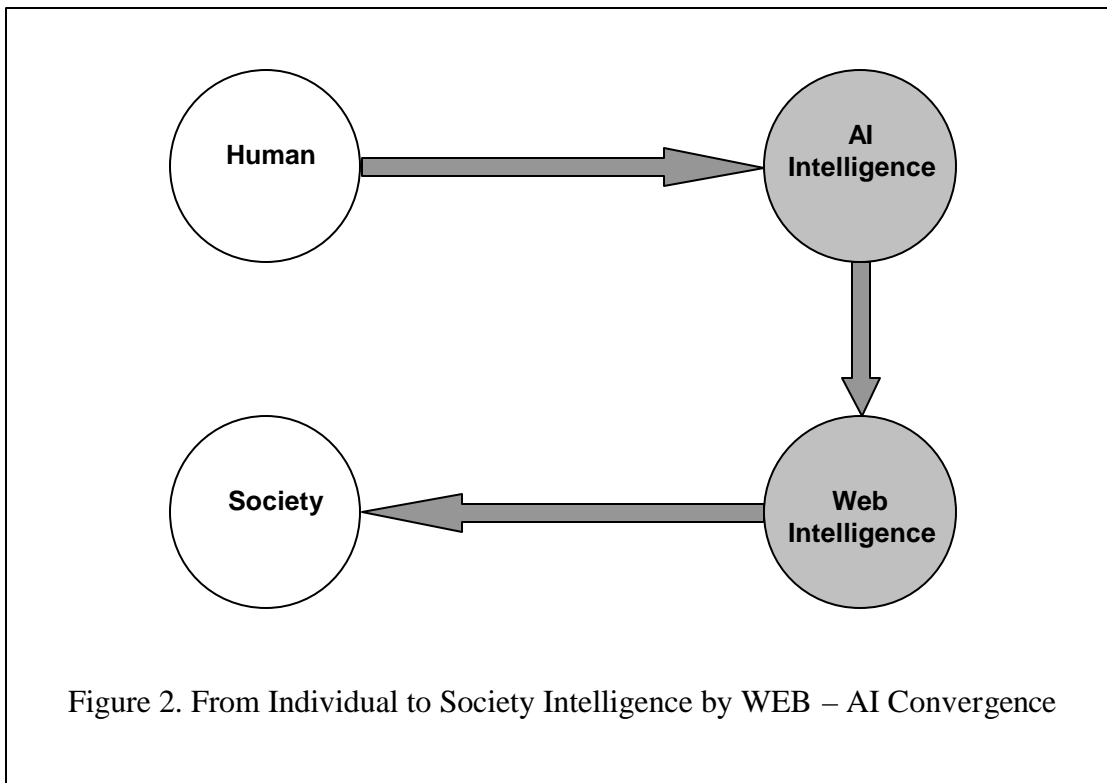 Human
AI
Intelligence
Society
Web
Intelligence
Figure 2. From Individual to Society Intelligence by WEB – AI Convergence